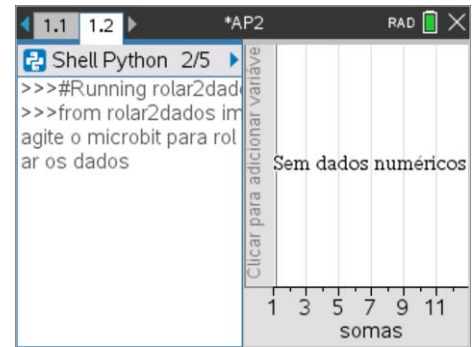 1.1 1.2 *AP2 RAD
Shell Python 2/5
>>>#Running rolar2dad
>>>from rolar2dados im
agite o microbit para rol
ar os dados
Clicar para adicionar variáve
Sem dados numéricos
1 3 5 7 9 11
somas